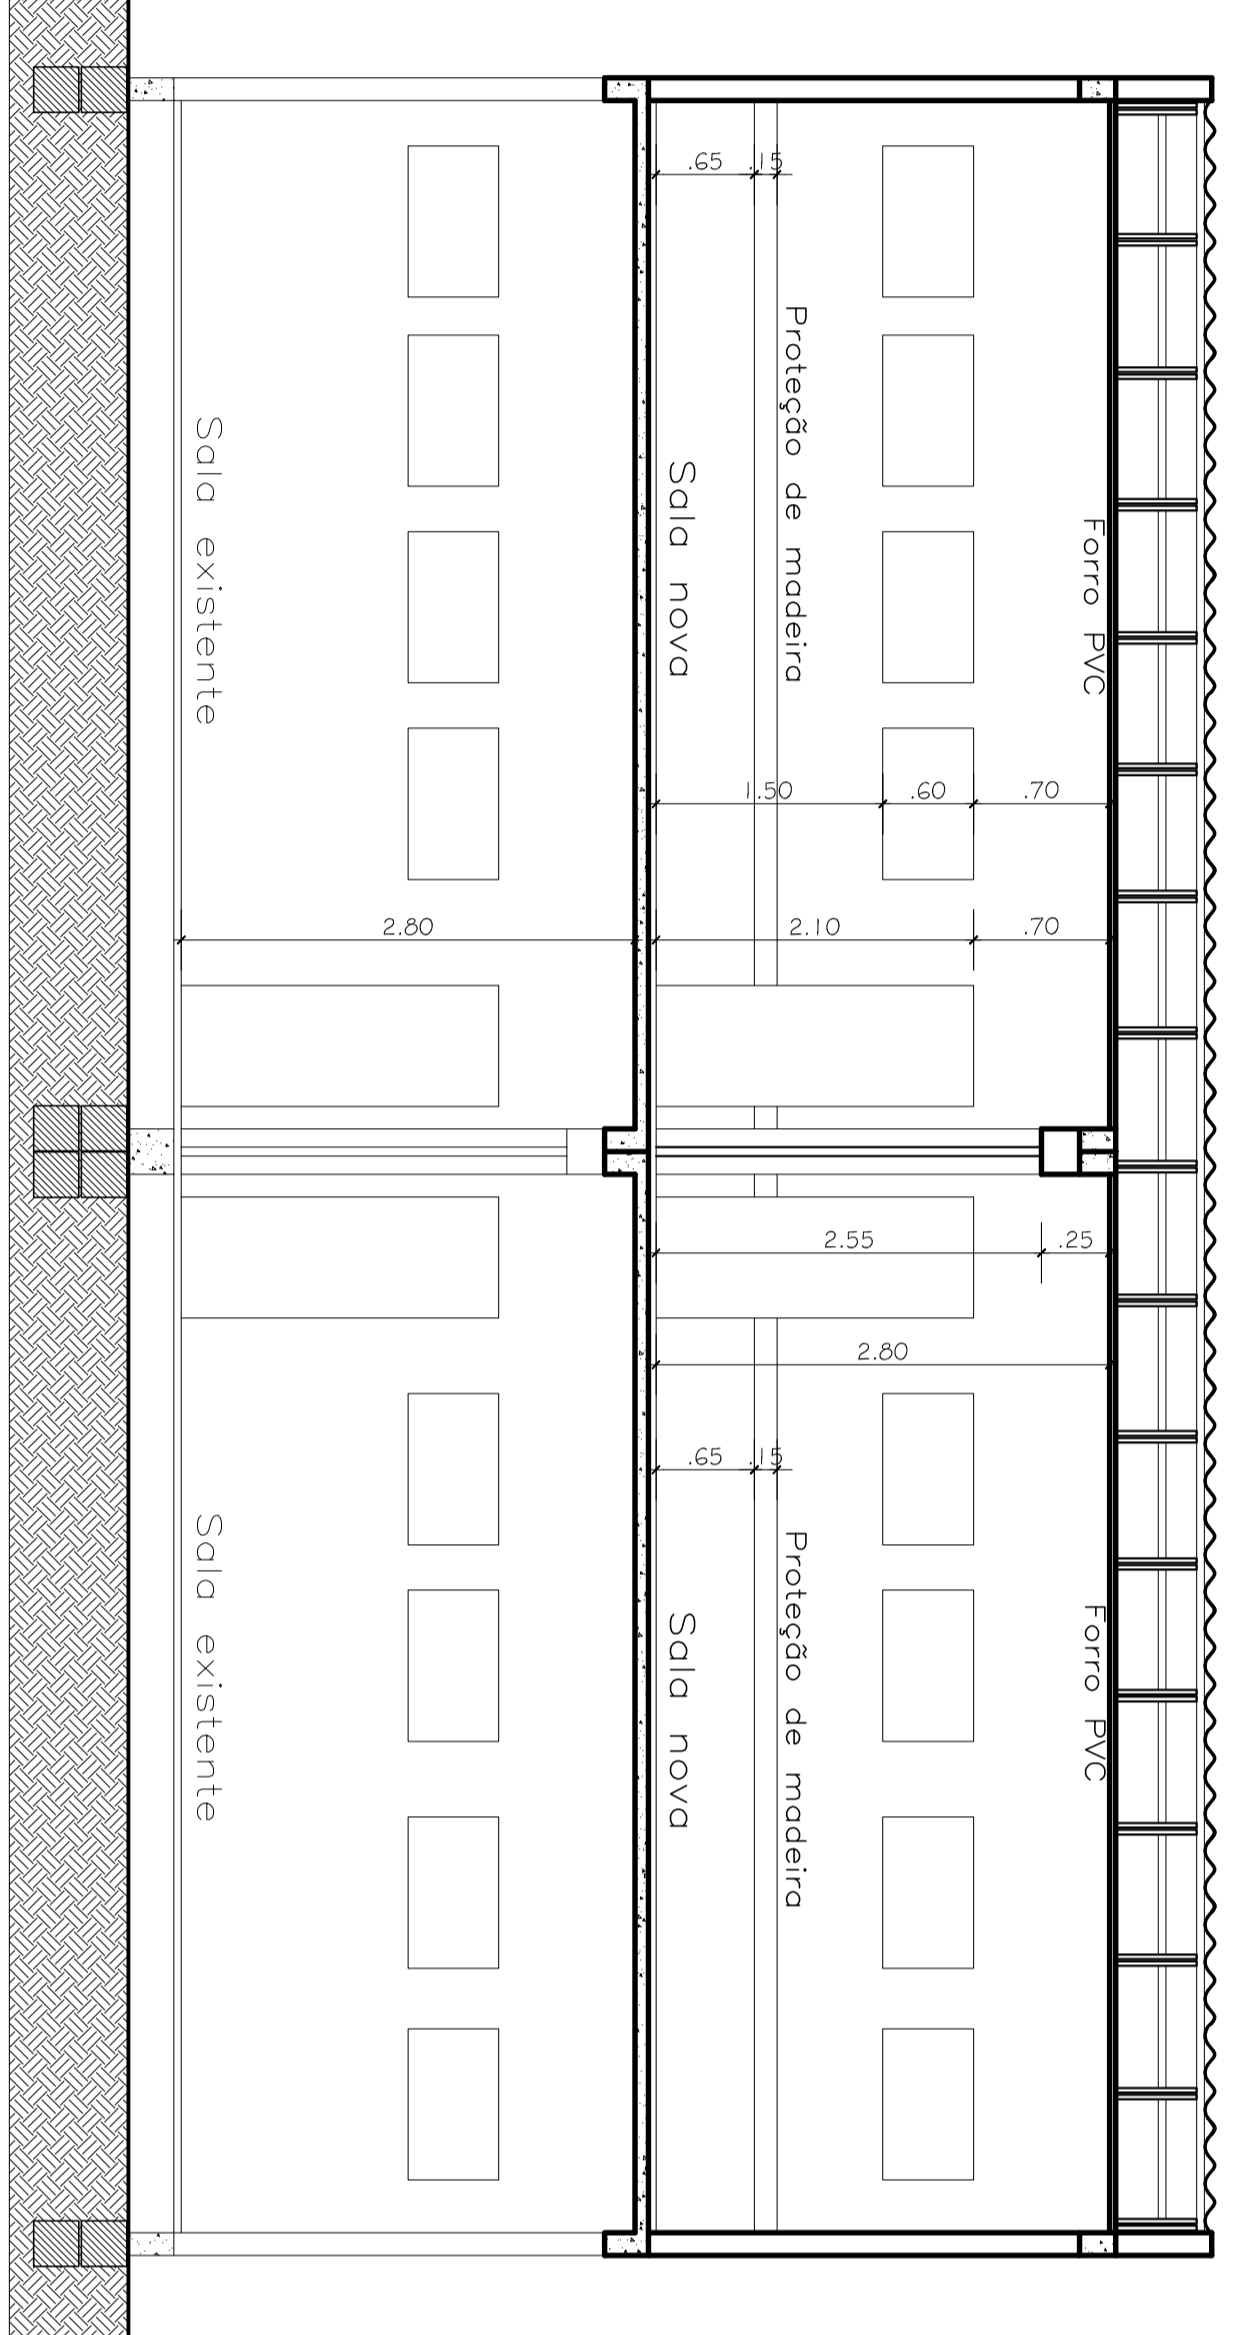 Forro PVC
Forro PVC
.65
.15
Proteção de madeira
1.50
.60
.70
2.10
.70
2.55
.25
2.80
.65
.15
Proteção de madeira
Sala nova
Sala nova
2.80
Sala existente
Sala existente